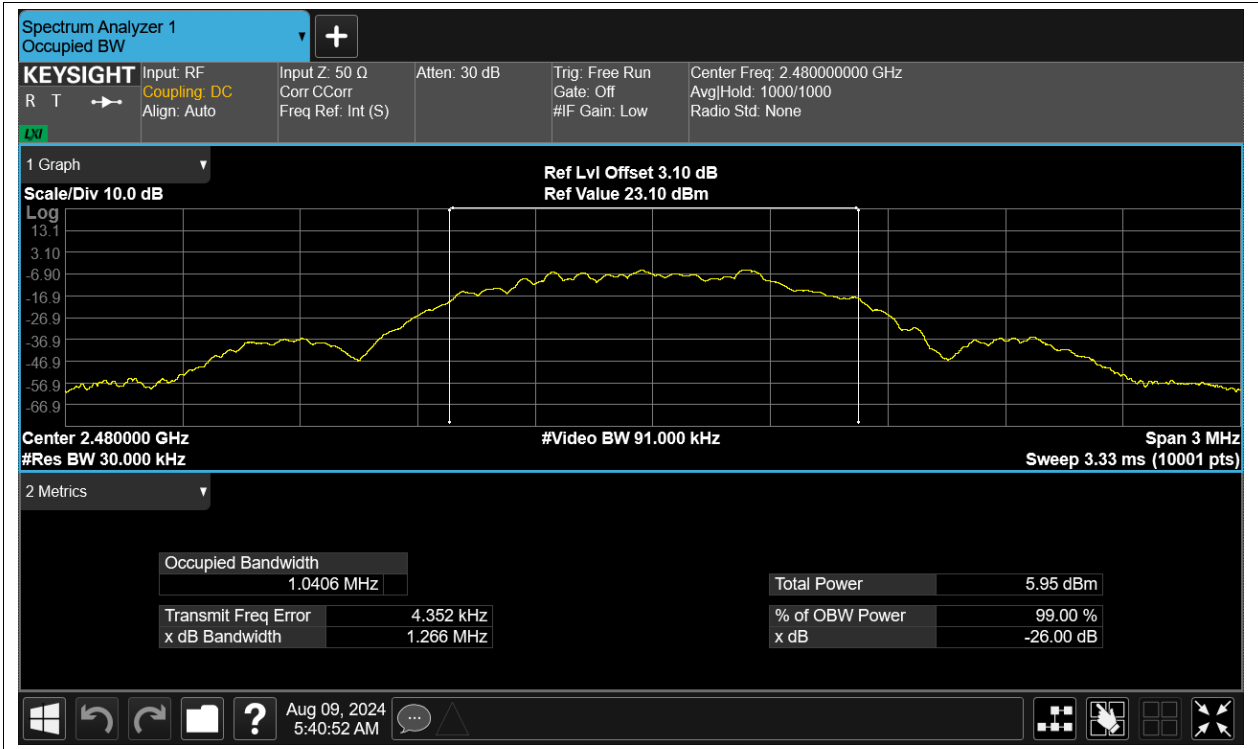 Spectrum Analyzer 1
Occupied BW
KEYSIGHT
R T
LXI
Input: RF
Coupling: DC
Align: Auto
Input Z: 50 Ω
Corr CCorr
Freq Ref: Int (S)
Atten: 30 dB
Trig: Free Run
Gate: Off
#IF Gain: Low
Center Freq: 2.480000000 GHz
Avg|Hold: 1000/1000
Radio Std: None
1 Graph
Scale/Div 10.0 dB
Ref Lvl Offset 3.10 dB
Ref Value 23.10 dBm
Log
13.1
3.10
-6.90
-16.9
-26.9
-36.9
-46.9
-56.9
-66.9
Center 2.480000 GHz
#Res BW 30.000 kHz
#Video BW 91.000 kHz
Span 3 MHz
Sweep 3.33 ms (10001 pts)
2 Metrics
Occupied Bandwidth
1.0406 MHz
Transmit Freq Error 4.352 kHz
x dB Bandwidth 1.266 MHz
Total Power 5.95 dBm
% of OBW Power 99.00 %
x dB -26.00 dB
?
Aug 09, 2024
5:40:52 AM